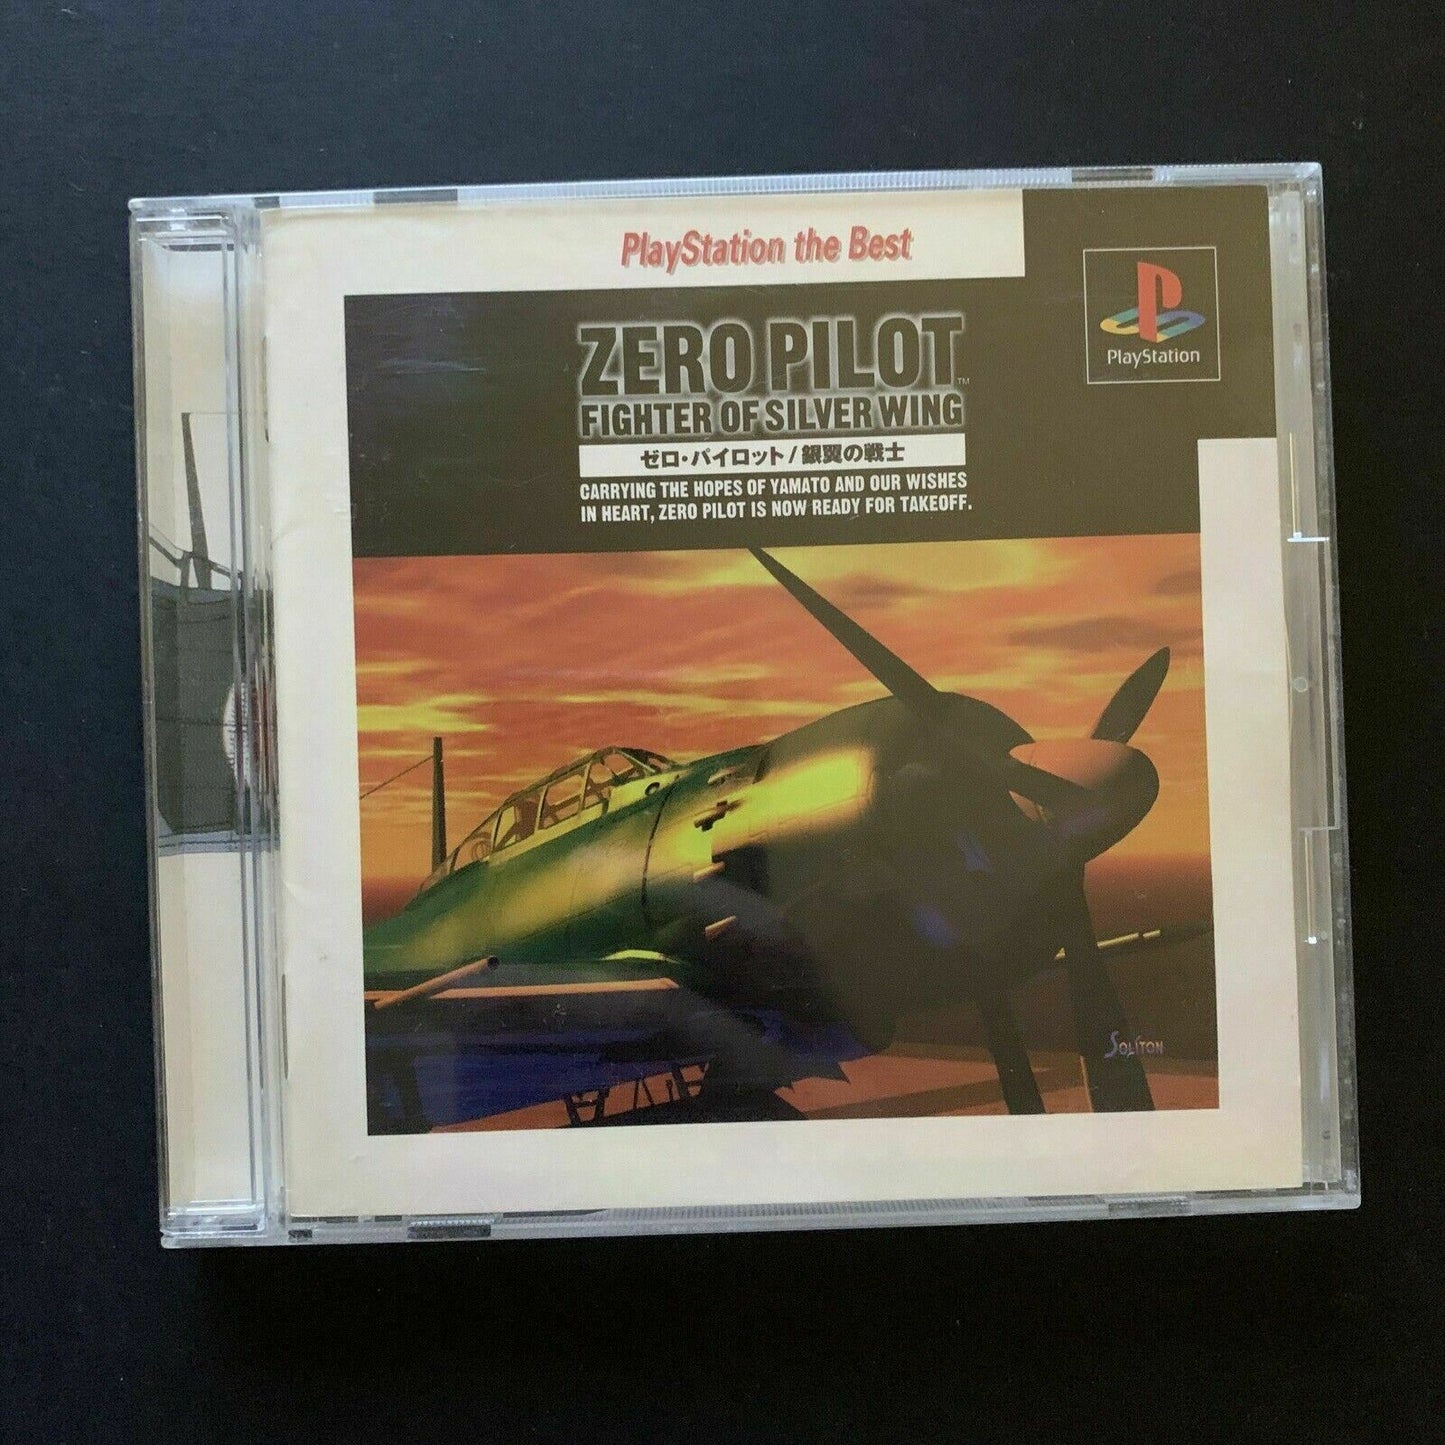 PlayStation the Best
PlayStation
ZERO PILOT™
FIGHTER OF SILVER WING
ゼロ・パイロット/銀翼の戦士
CARRYING THE HOPES OF YAMATO AND OUR WISHES
IN HEART, ZERO PILOT IS NOW READY FOR TAKEOFF.
SOLITON